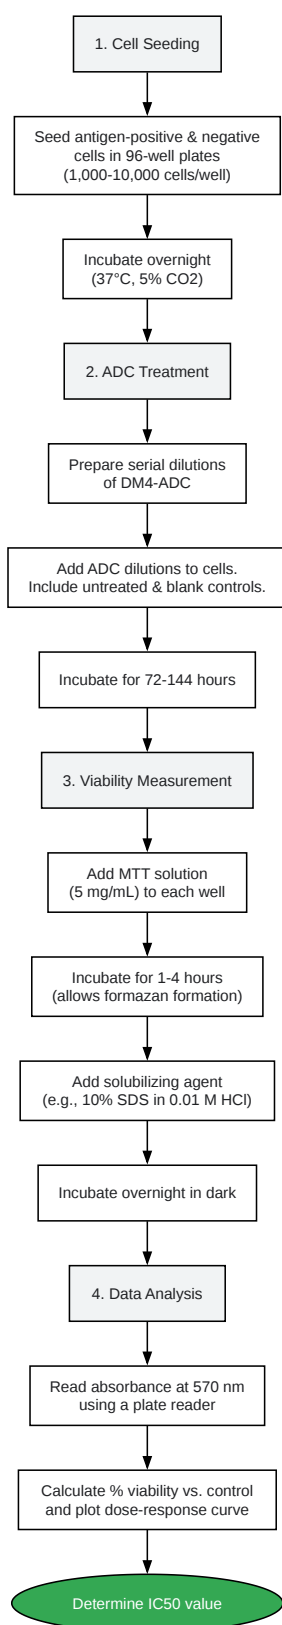 1. Cell Seeding
Seed antigen-positive & negative
cells in 96-well plates
(1,000-10,000 cells/well)
Incubate overnight
(37°C, 5% CO2)
2. ADC Treatment
Prepare serial dilutions
of DM4-ADC
Add ADC dilutions to cells.
Include untreated & blank controls.
Incubate for 72-144 hours
3. Viability Measurement
Add MTT solution
(5 mg/mL) to each well
Incubate for 1-4 hours
(allows formazan formation)
Add solubilizing agent
(e.g., 10% SDS in 0.01 M HCl)
Incubate overnight in dark
4. Data Analysis
Read absorbance at 570 nm
using a plate reader
Calculate % viability vs. control
and plot dose-response curve
Determine IC50 value